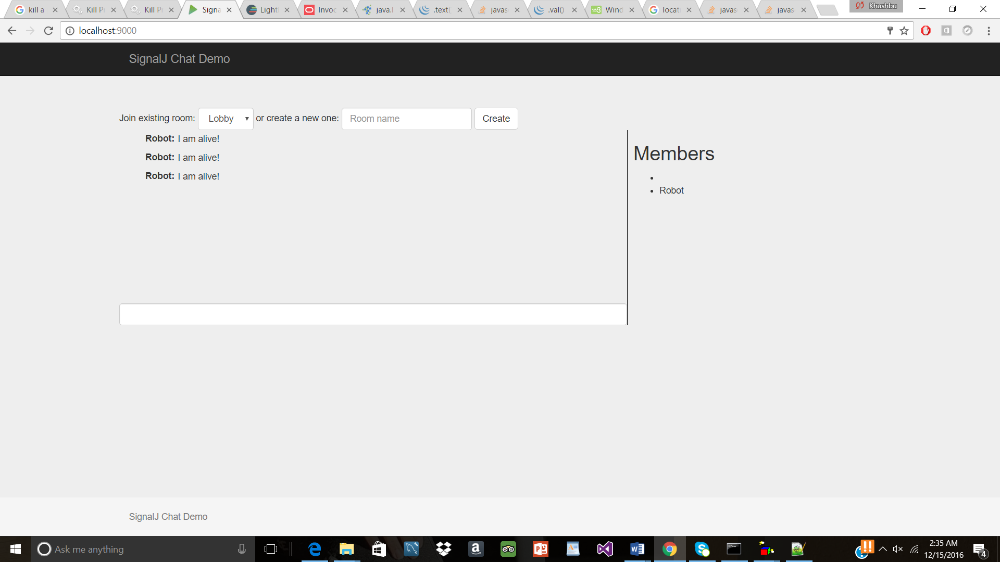 kill a
Kill P
Kill P
Signa
Light
Invoc
java.l
.text(
javas
.val()
Wind
locat
javas
javas
Khushbu
localhost:9000
SignalJ Chat Demo
Join existing room: Lobby or create a new one: Room name Create
Robot: I am alive!
Robot: I am alive!
Robot: I am alive!
Members
Robot
SignalJ Chat Demo
Ask me anything
2:35 AM
12/15/2016
4